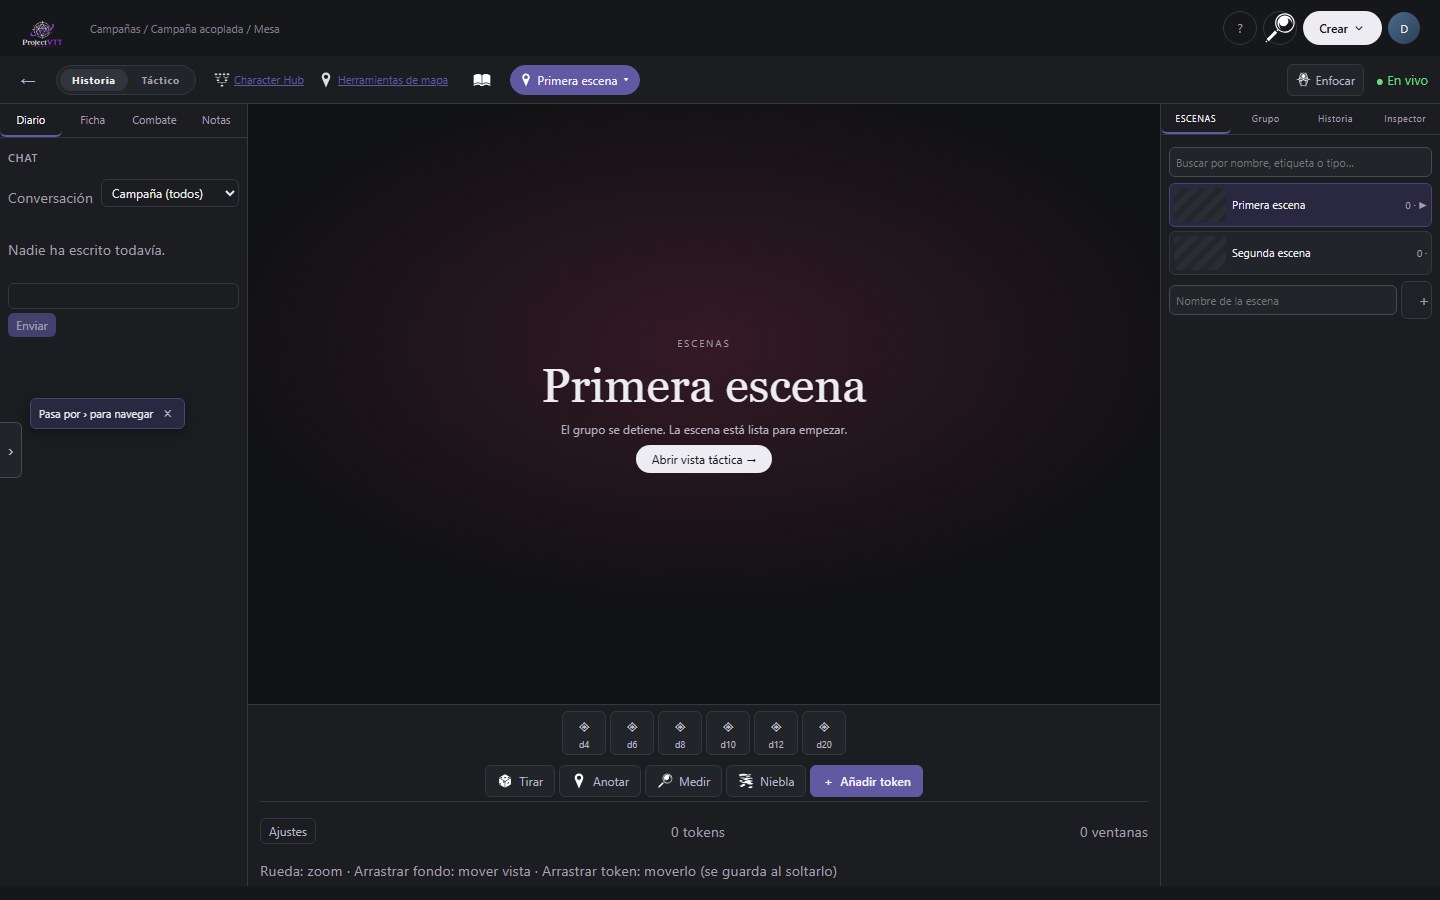 ProjectVTT
Campañas / Campaña acoplada / Mesa
?
Crear
D
←
Historia
Táctico
Character Hub
Herramientas de mapa
Primera escena
Enfocar
En vivo
Diario
Ficha
Combate
Notas
CHAT
Conversación
Campaña (todos)
Nadie ha escrito todavía.
Enviar
Pasa por › para navegar ×
›
ESCENAS
Primera escena
El grupo se detiene. La escena está lista para empezar.
Abrir vista táctica →
d4
d6
d8
d10
d12
d20
Tirar
Anotar
Medir
Niebla
+ Añadir token
Ajustes
0 tokens
0 ventanas
Rueda: zoom · Arrastrar fondo: mover vista · Arrastrar token: moverlo (se guarda al soltarlo)
ESCENAS
Grupo
Historia
Inspector
Buscar por nombre, etiqueta o tipo...
Primera escena
0 · ▶
Segunda escena
0 ·
Nombre de la escena
+